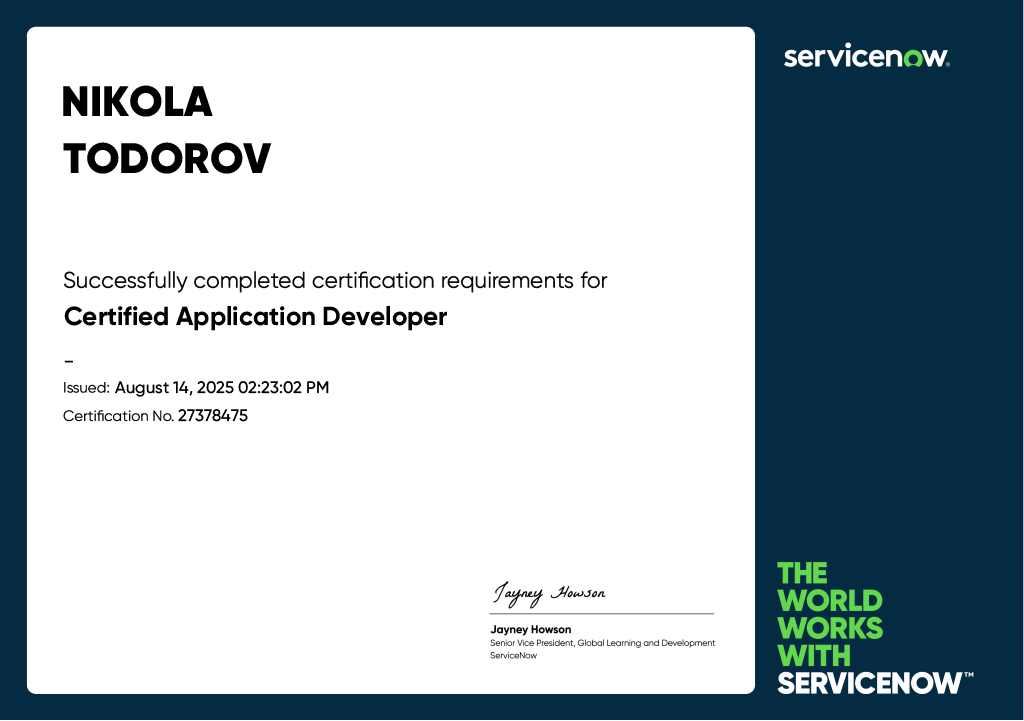 NIKOLA
TODOROV
Successfully completed certification requirements for
Certified Application Developer
–
Issued: August 14, 2025 02:23:02 PM
Certification No. 27378475
Jayney Howson
Jayney Howson
Senior Vice President, Global Learning and Development
ServiceNow
servicenow®
THE
WORLD
WORKS
WITH
SERVICENOW™